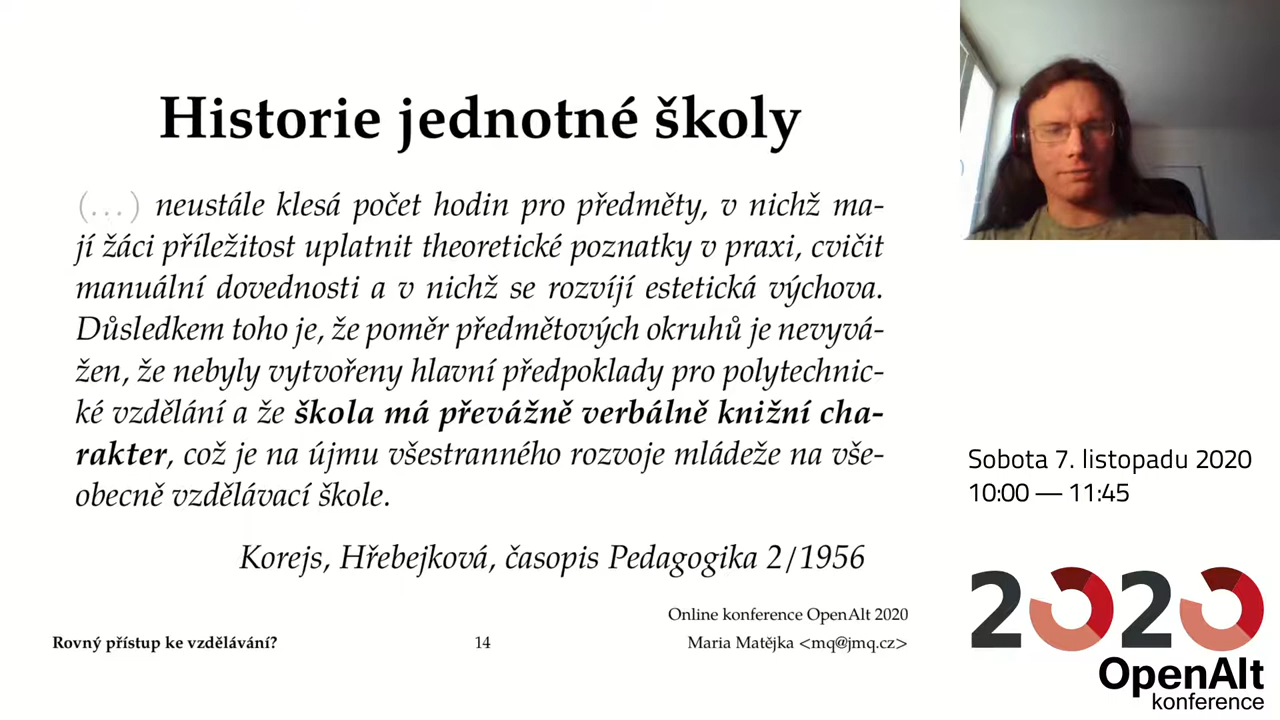 Historie jednotné školy
(...) neustále klesá počet hodin pro předměty, v nichž ma-
jí žáci příležitost uplatnit theoretické poznatky v praxi, cvičit
manuální dovednosti a v nichž se rozvíjí estetická výchova.
Důsledkem toho je, že poměr předmětových okruhů je nevyvá-
žen, že nebyly vytvořeny hlavní předpoklady pro polytechnic-
ké vzdělání a že škola má převážně verbálně knižní cha-
rakter, což je na újmu všestranného rozvoje mládeže na vše-
obecně vzdělávací škole.
Korejs, Hřebejková, časopis Pedagogika 2/1956
Online konference OpenAlt 2020
Rovný přístup ke vzdělávání? 14 Maria Matějka <mq@jmq.cz>
Sobota 7. listopadu 2020
10:00 — 11:45
2020
OpenAlt
konference